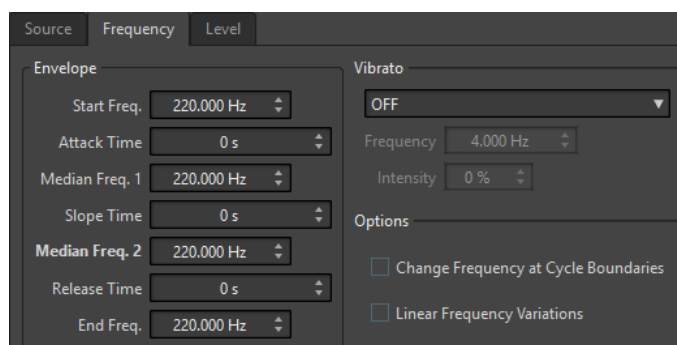 Source Frequency Level
Envelope
Start Freq. 220.000 Hz
Attack Time 0 s
Median Freq. 1 220.000 Hz
Slope Time 0 s
Median Freq. 2 220.000 Hz
Release Time 0 s
End Freq. 220.000 Hz
Vibrato
OFF
Frequency 4.000 Hz
Intensity 0 %
Options
Change Frequency at Cycle Boundaries
Linear Frequency Variations